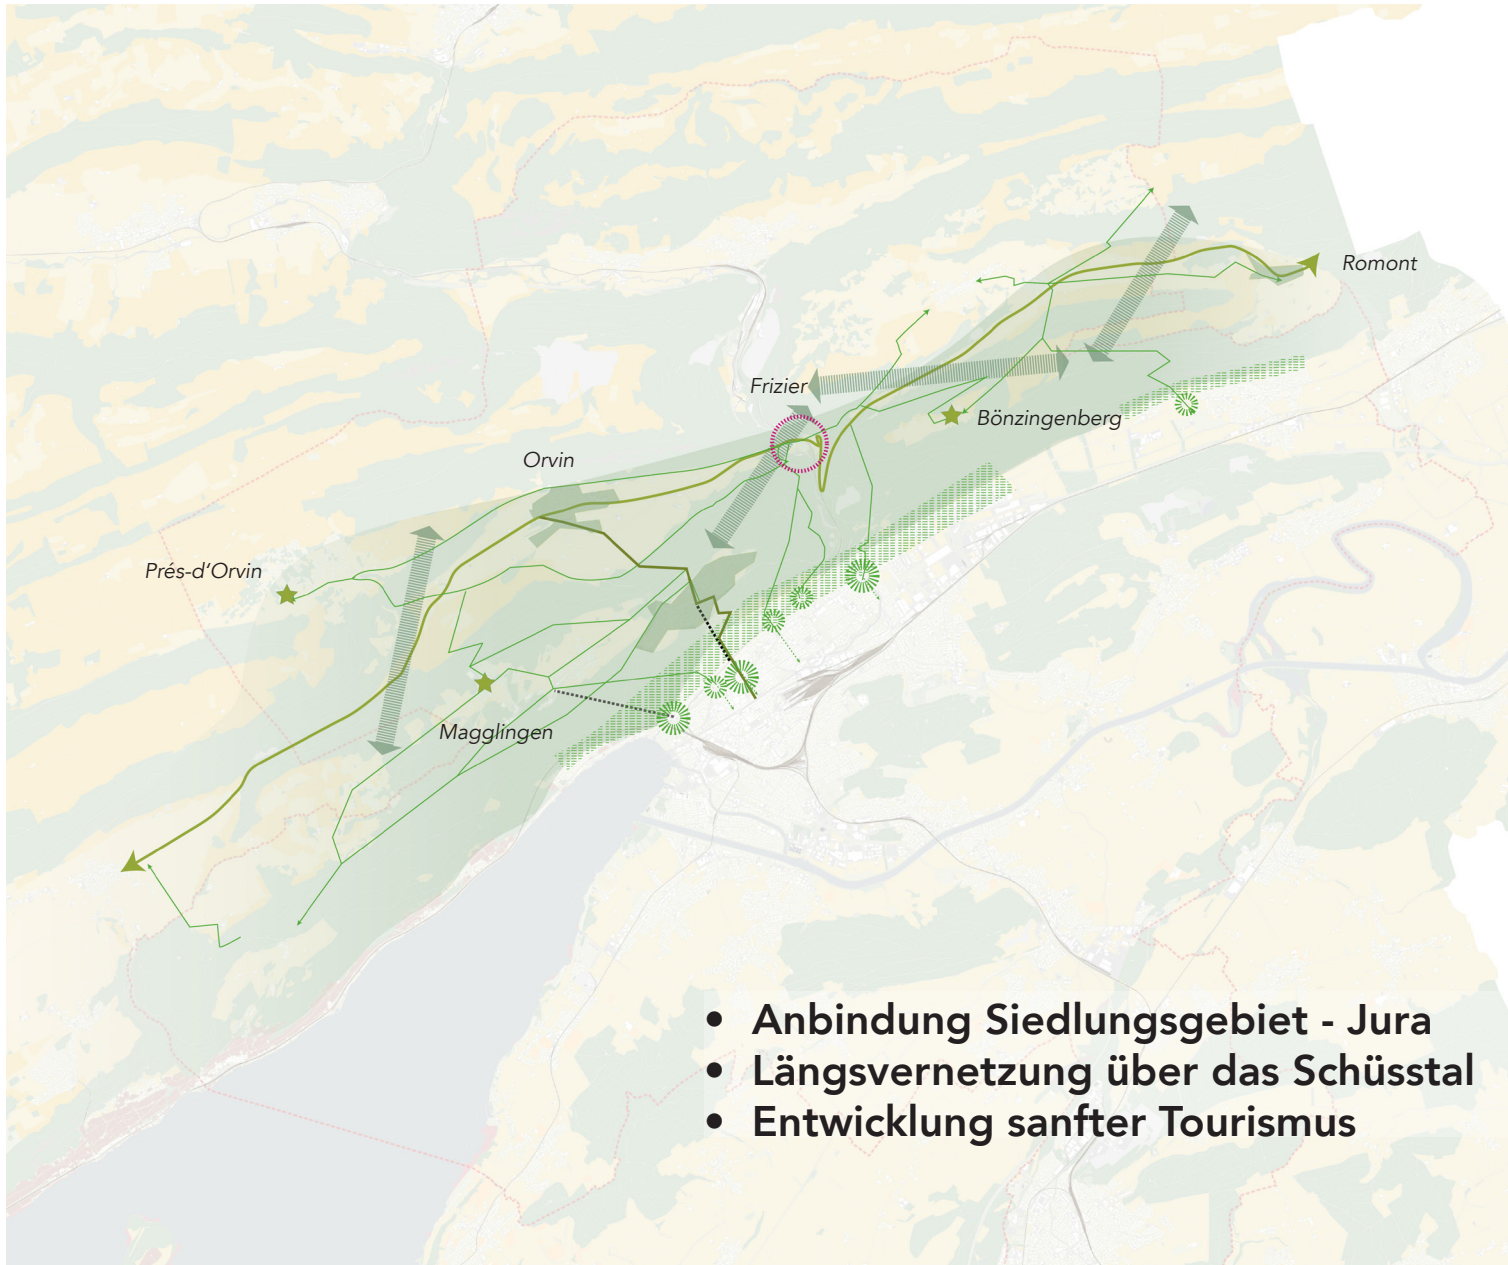 Romont
Frizier
Bönzingenberg
Orvin
Prés-d'Orvin
Magglingen
• Anbindung Siedlungsgebiet - Jura
• Längsvernetzung über das Schüsstal
• Entwicklung sanfter Tourismus